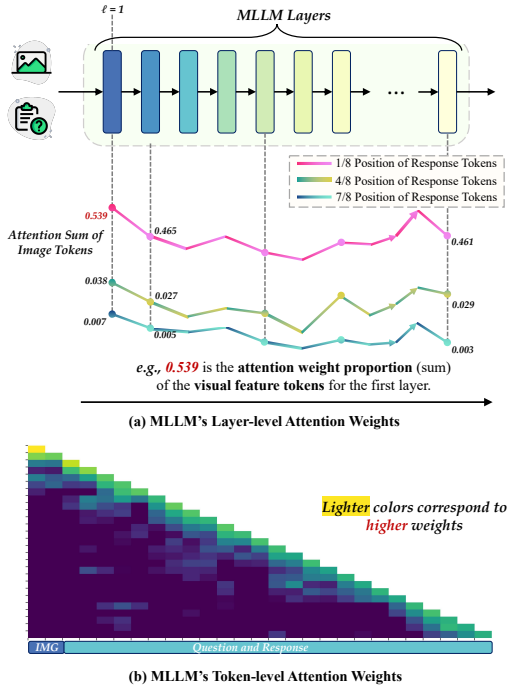 ℓ = 1
MLLM Layers
...
1/8 Position of Response Tokens
4/8 Position of Response Tokens
7/8 Position of Response Tokens
0.539
0.465
0.461
Attention Sum of
Image Tokens
0.038
0.027
0.029
0.007
0.005
0.003
e.g., 0.539 is the attention weight proportion (sum)
of the visual feature tokens for the first layer.
(a) MLLM's Layer-level Attention Weights
Lighter colors correspond to
higher weights
IMG
Question and Response
(b) MLLM's Token-level Attention Weights